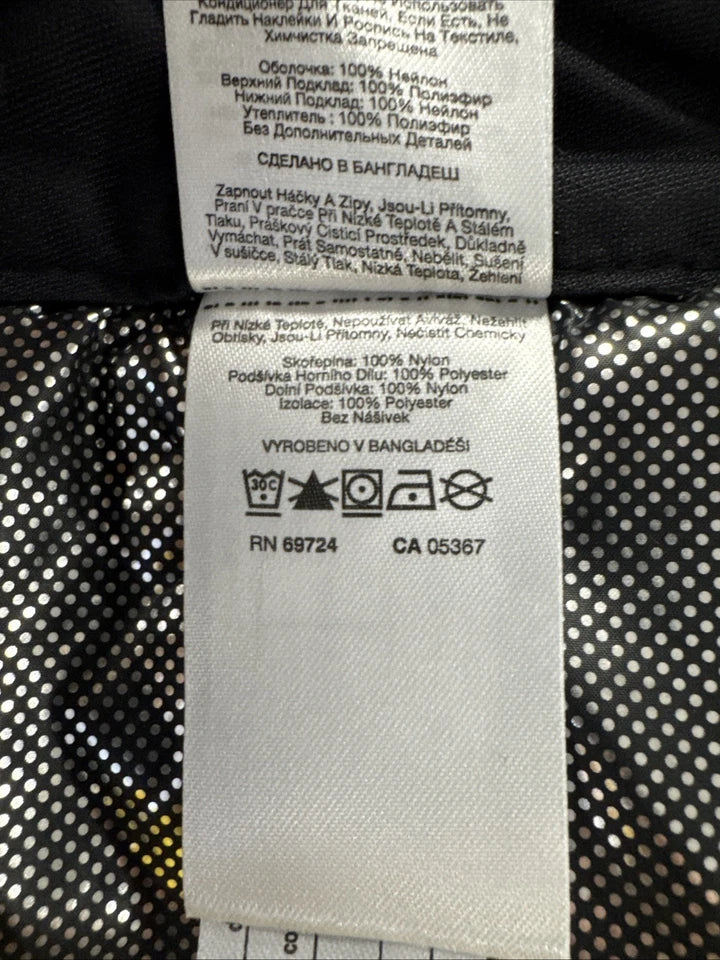 Кондиционер Для Тканей, Если Есть, Не
Гладить Наклейки И Роспись На Текстиле,
Химчистка Запрещена
Оболочка: 100% Нейлон
Верхний Подклад: 100% Полиэфир
Нижний Подклад: 100% Нейлон
Утеплитель : 100% Полиэфир
Без Дополнительных Деталей
СДЕЛАНО В БАНГЛАДЕШ
Zapnout Háčky A Zipy, Jsou-Li Přítomny,
Praní V pračce Při Nízké Teplotě A Stálém
Tlaku, Práškový Čisticí Prostředek, Důkladně
Vymáchat, Prát Samostatně, Nebělit, Sušení
V sušičce, Stálý Tlak, Nízká Teplota, Žehlení
Při Nízké Teplotě, Nepoužívat Aviváž, Nežehlit
Obtisky, Jsou-Li Přítomny, Nečistit Chemicky
Skořepina: 100% Nylon
Podšívka Horního Dílu: 100% Polyester
Dolní Podšívka: 100% Nylon
Izolace: 100% Polyester
Bez Nášivek
VYROBENO V BANGLADÉŠI
30C
RN 69724 CA 05367